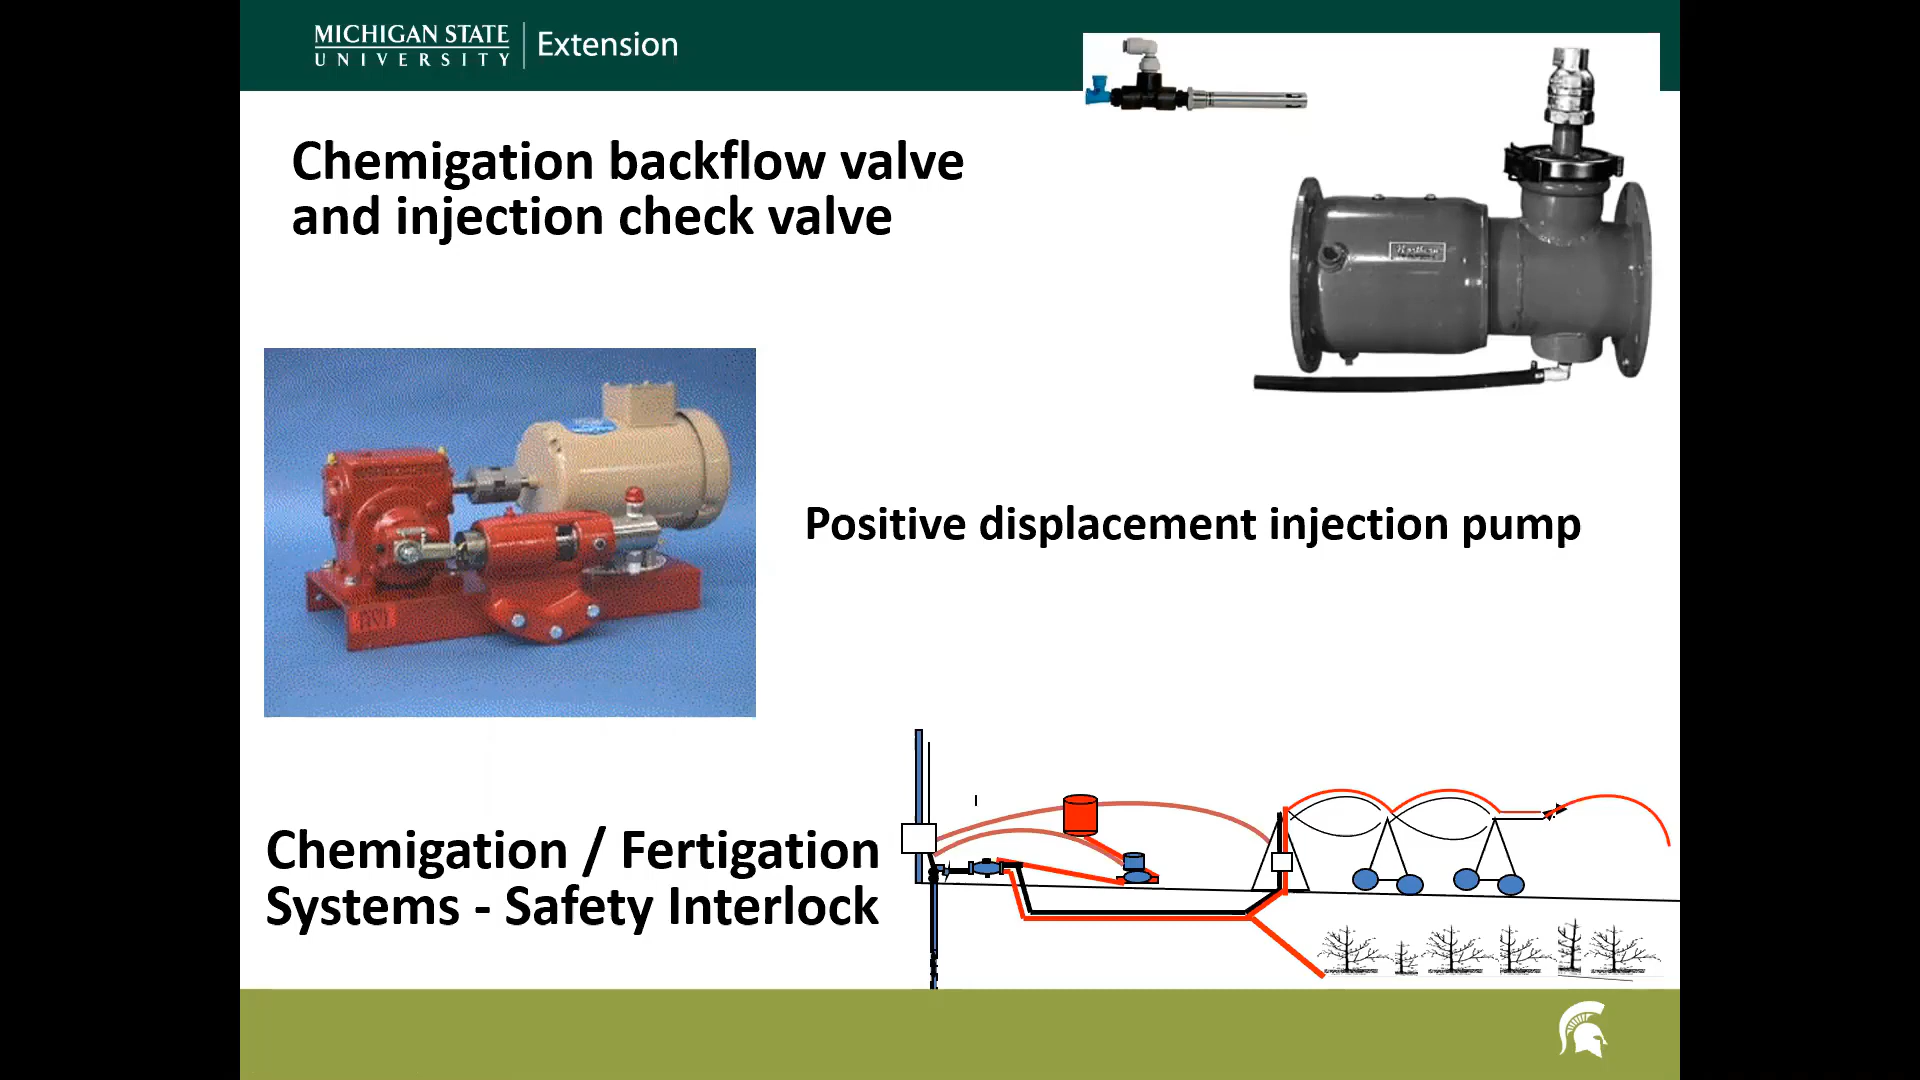 MICHIGAN STATE
UNIVERSITY
Extension
Chemigation backflow valve
and injection check valve
Positive displacement injection pump
Chemigation / Fertigation
Systems - Safety Interlock